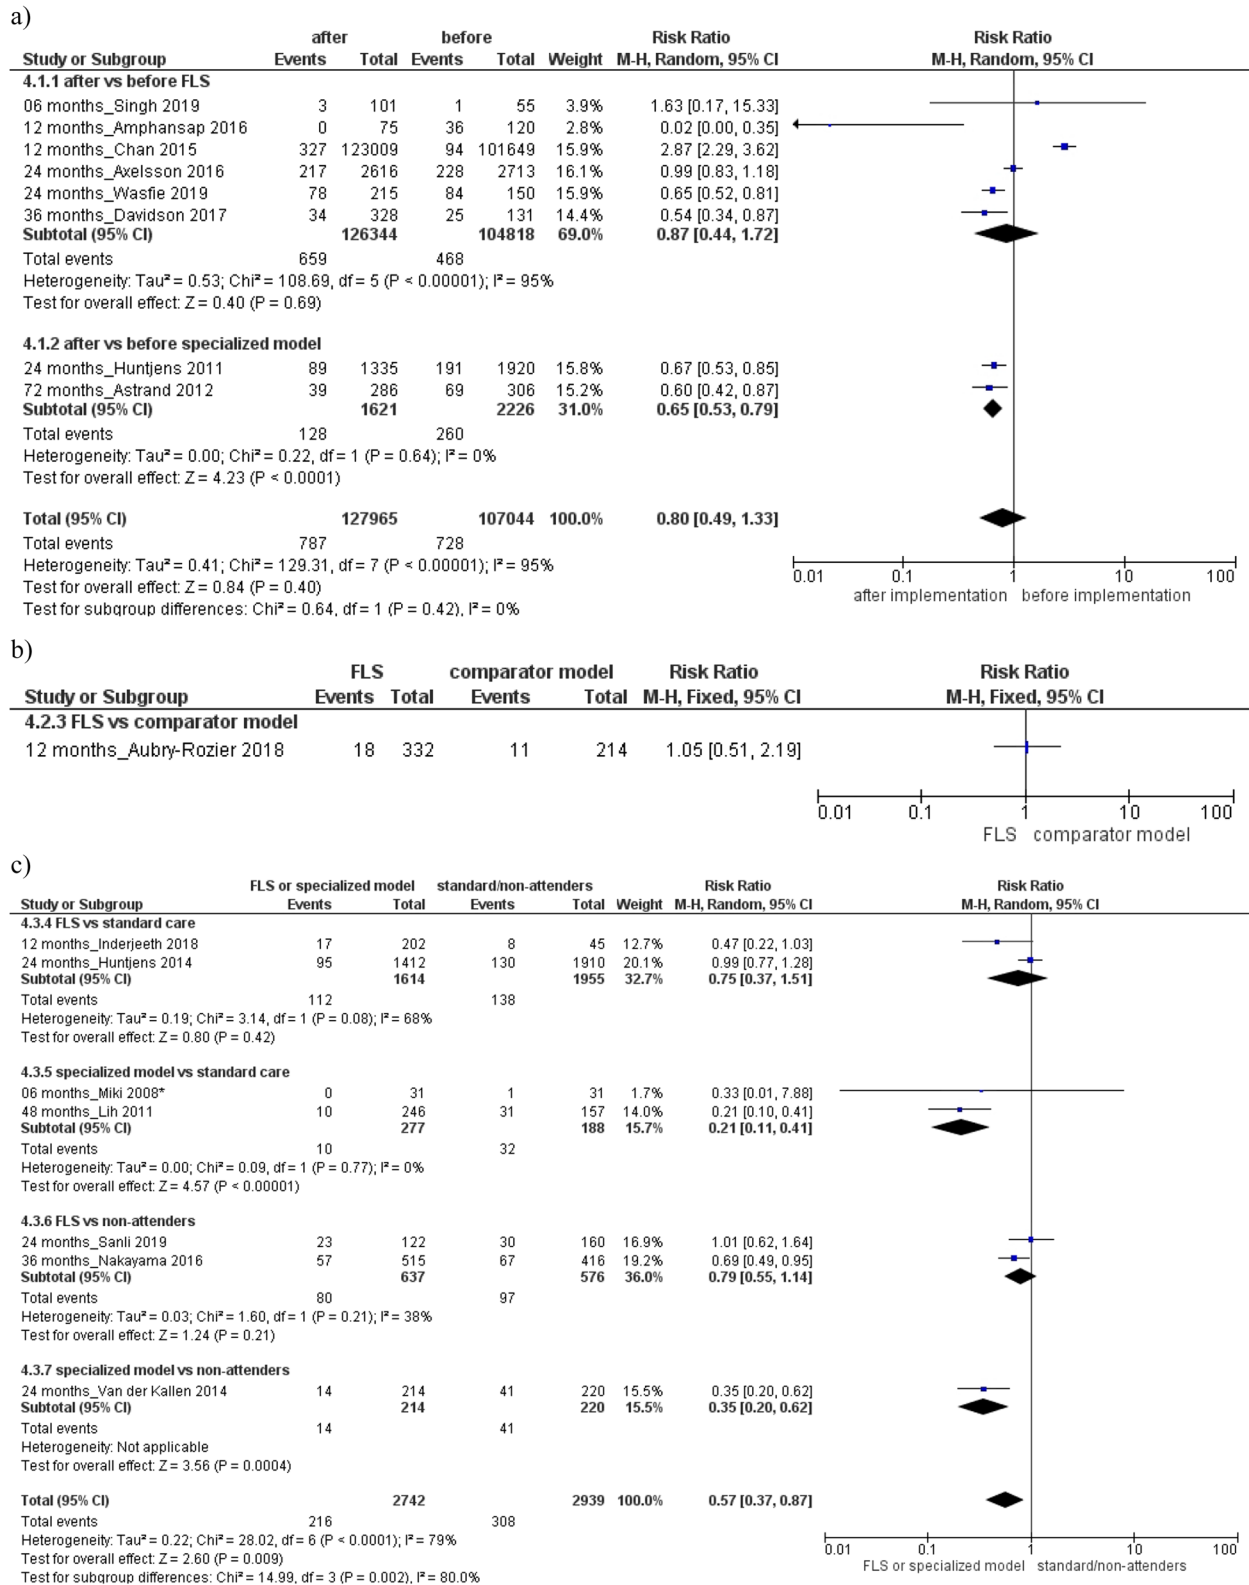 a)
after before Risk Ratio Risk Ratio
Study or Subgroup Events Total Events Total Weight M-H, Random, 95% CI M-H, Random, 95% CI
4.1.1 after vs before FLS
06 months_Singh 2019 3 101 1 55 3.9% 1.63 [0.17, 15.33]
12 months_Amphansap 2016 0 75 36 120 2.8% 0.02 [0.00, 0.35]
12 months_Chan 2015 327 123009 94 101649 15.9% 2.87 [2.29, 3.62]
24 months_Axelsson 2016 217 2616 228 2713 16.1% 0.99 [0.83, 1.18]
24 months_Wasfie 2019 78 215 84 150 15.9% 0.65 [0.52, 0.81]
36 months_Davidson 2017 34 328 25 131 14.4% 0.54 [0.34, 0.87]
Subtotal (95% CI) 126344 104818 69.0% 0.87 [0.44, 1.72]
Total events 659 468
Heterogeneity: Tau² = 0.53; Chi² = 108.69, df = 5 (P < 0.00001); I² = 95%
Test for overall effect: Z = 0.40 (P = 0.69)
4.1.2 after vs before specialized model
24 months_Huntjens 2011 89 1335 191 1920 15.8% 0.67 [0.53, 0.85]
72 months_Astrand 2012 39 286 69 306 15.2% 0.60 [0.42, 0.87]
Subtotal (95% CI) 1621 2226 31.0% 0.65 [0.53, 0.79]
Total events 128 260
Heterogeneity: Tau² = 0.00; Chi² = 0.22, df = 1 (P = 0.64); I² = 0%
Test for overall effect: Z = 4.23 (P < 0.0001)
Total (95% CI) 127965 107044 100.0% 0.80 [0.49, 1.33]
Total events 787 728
Heterogeneity: Tau² = 0.41; Chi² = 129.31, df = 7 (P < 0.00001); I² = 95%
Test for overall effect: Z = 0.84 (P = 0.40)
Test for subgroup differences: Chi² = 0.64, df = 1 (P = 0.42), I² = 0%
0.01 0.1 1 10 100
after implementation before implementation
b)
FLS comparator model Risk Ratio Risk Ratio
Study or Subgroup Events Total Events Total M-H, Fixed, 95% CI M-H, Fixed, 95% CI
4.2.3 FLS vs comparator model
12 months_Aubry-Rozier 2018 18 332 11 214 1.05 [0.51, 2.19]
0.01 0.1 1 10 100
FLS comparator model
c)
FLS or specialized model standard/non-attenders Risk Ratio Risk Ratio
Study or Subgroup Events Total Events Total Weight M-H, Random, 95% CI M-H, Random, 95% CI
4.3.4 FLS vs standard care
12 months_Inderjeeth 2018 17 202 8 45 12.7% 0.47 [0.22, 1.03]
24 months_Huntjens 2014 95 1412 130 1910 20.1% 0.99 [0.77, 1.28]
Subtotal (95% CI) 1614 1955 32.7% 0.75 [0.37, 1.51]
Total events 112 138
Heterogeneity: Tau² = 0.19; Chi² = 3.14, df = 1 (P = 0.08); I² = 68%
Test for overall effect: Z = 0.80 (P = 0.42)
4.3.5 specialized model vs standard care
06 months_Miki 2008* 0 31 1 31 1.7% 0.33 [0.01, 7.88]
48 months_Lih 2011 10 246 31 157 14.0% 0.21 [0.10, 0.41]
Subtotal (95% CI) 277 188 15.7% 0.21 [0.11, 0.41]
Total events 10 32
Heterogeneity: Tau² = 0.00; Chi² = 0.09, df = 1 (P = 0.77); I² = 0%
Test for overall effect: Z = 4.57 (P < 0.00001)
4.3.6 FLS vs non-attenders
24 months_Sanli 2019 23 122 30 160 16.9% 1.01 [0.62, 1.64]
36 months_Nakayama 2016 57 515 67 416 19.2% 0.69 [0.49, 0.95]
Subtotal (95% CI) 637 576 36.0% 0.79 [0.55, 1.14]
Total events 80 97
Heterogeneity: Tau² = 0.03; Chi² = 1.60, df = 1 (P = 0.21); I² = 38%
Test for overall effect: Z = 1.24 (P = 0.21)
4.3.7 specialized model vs non-attenders
24 months_Van der Kallen 2014 14 214 41 220 15.5% 0.35 [0.20, 0.62]
Subtotal (95% CI) 214 220 15.5% 0.35 [0.20, 0.62]
Total events 14 41
Heterogeneity: Not applicable
Test for overall effect: Z = 3.56 (P = 0.0004)
Total (95% CI) 2742 2939 100.0% 0.57 [0.37, 0.87]
Total events 216 308
Heterogeneity: Tau² = 0.22; Chi² = 28.02, df = 6 (P < 0.0001); I² = 79%
Test for overall effect: Z = 2.60 (P = 0.009)
Test for subgroup differences: Chi² = 14.99, df = 3 (P = 0.002), I² = 80.0%
0.01 0.1 1 10 100
FLS or specialized model standard/non-attenders